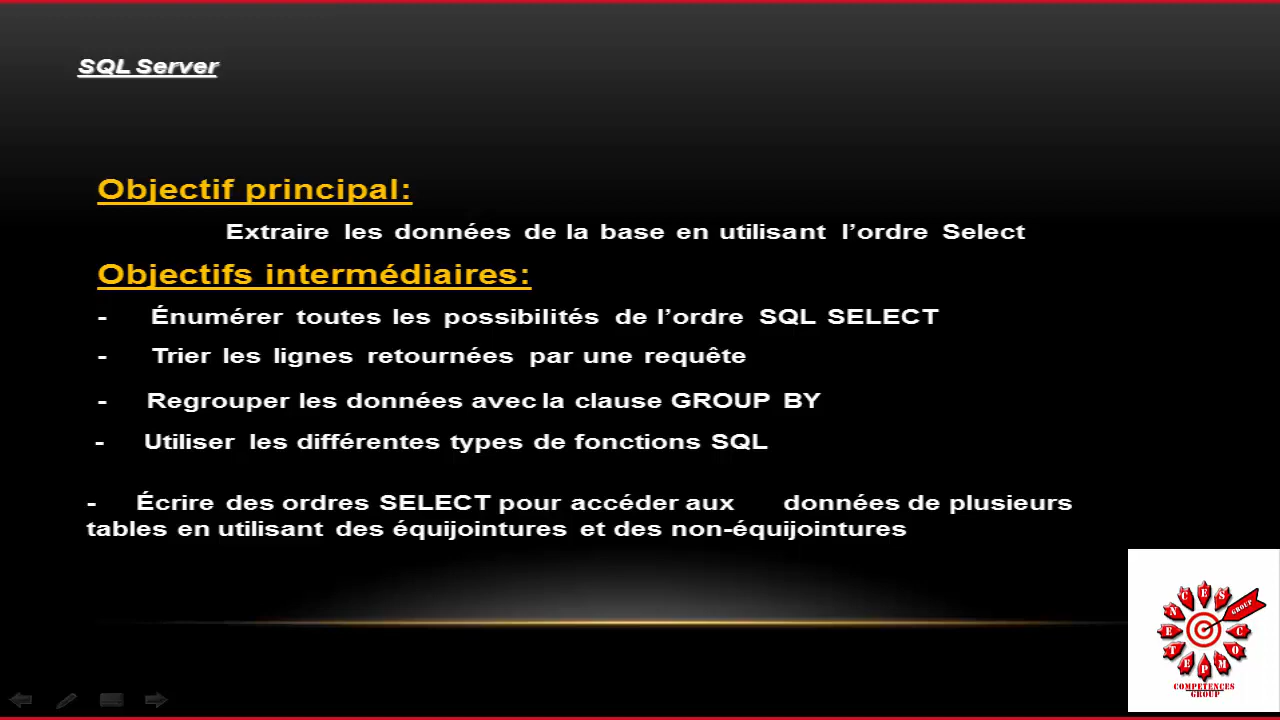 SQL Server
Objectif principal:
Extraire les données de la base en utilisant l’ordre Select
Objectifs intermédiaires:
- Énumérer toutes les possibilités de l’ordre SQL SELECT
- Trier les lignes retournées par une requête
- Regrouper les données avec la clause GROUP BY
- Utiliser les différentes types de fonctions SQL
- Écrire des ordres SELECT pour accéder aux données de plusieurs
tables en utilisant des équijointures et des non-équijointures
COMPETENCES
GROUP
COMPETENCES
GROUP